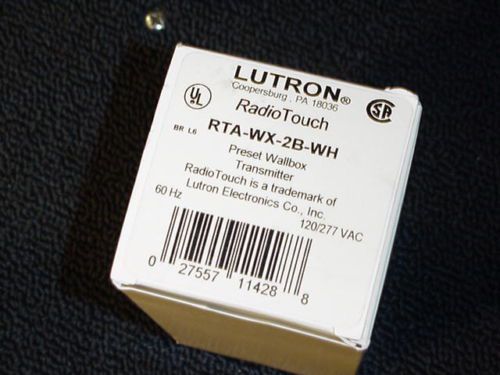 LUTRON®
Coopersburg, PA 18036
UL
SA
RadioTouch
BR L6
RTA-WX-2B-WH
Preset Wallbox
Transmitter
RadioTouch is a trademark of
Lutron Electronics Co., Inc.
60 Hz
120/277 VAC
0 27557 11428 8